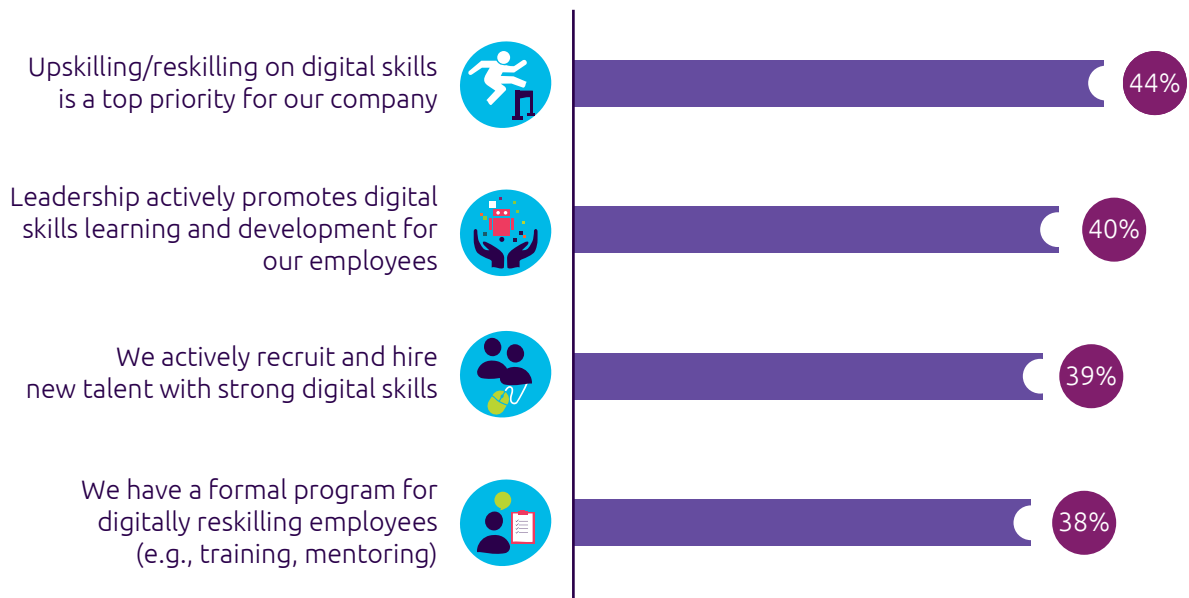 Upskilling/reskilling on digital skills
is a top priority for our company
44%
Leadership actively promotes digital
skills learning and development for
our employees
40%
We actively recruit and hire
new talent with strong digital skills
39%
We have a formal program for
digitally reskilling employees
(e.g., training, mentoring)
38%